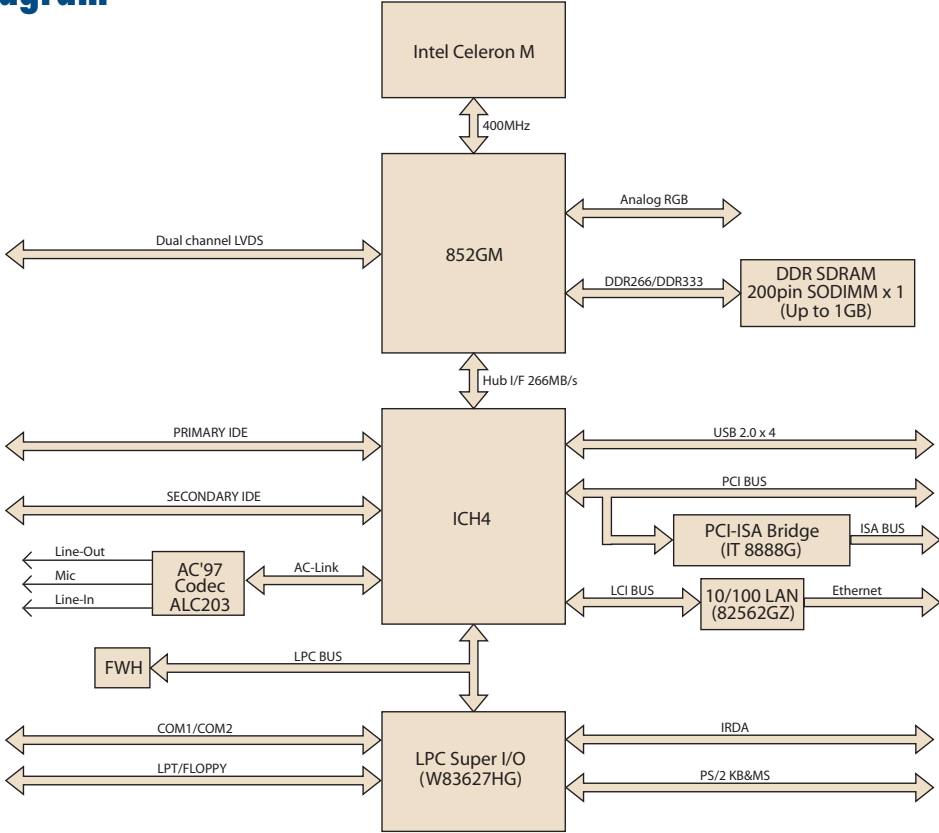 Intel Celeron M
400MHz
852GM
Analog RGB
Dual channel LVDS
DDR266/DDR333
DDR SDRAM
200pin SODIMM x 1
(Up to 1GB)
Hub I/F 266MB/s
ICH4
PRIMARY IDE
USB 2.0 x 4
SECONDARY IDE
PCI BUS
PCI-ISA Bridge
(IT 8888G)
ISA BUS
Line-Out
Mic
Line-In
AC'97
Codec
ALC203
AC-Link
LCI BUS
10/100 LAN
(82562GZ)
Ethernet
FWH
LPC BUS
COM1/COM2
LPT/FLOPPY
LPC Super I/O
(W83627HG)
IRDA
PS/2 KB&MS